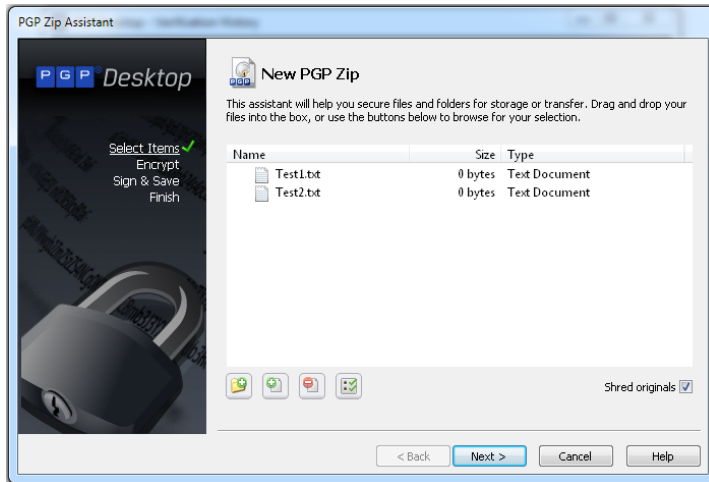 PGP Zip Assistant
PGP Desktop
New PGP Zip
This assistant will help you secure files and folders for storage or transfer. Drag and drop your
files into the box, or use the buttons below to browse for your selection.
Select Items
Encrypt
Sign & Save
Finish
Name Size Type
Test1.txt 0 bytes Text Document
Test2.txt 0 bytes Text Document
Shred originals
< Back Next > Cancel Help